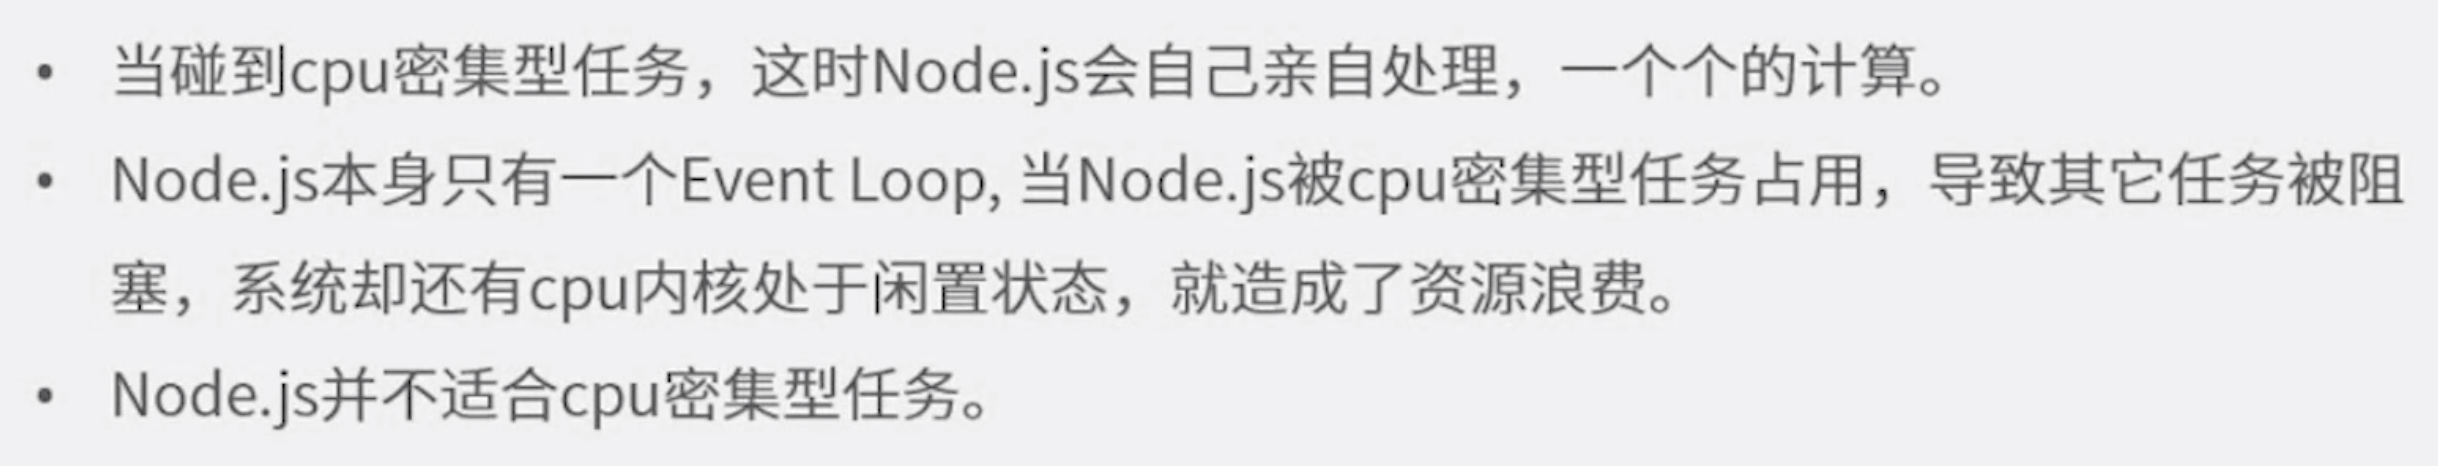 • 当碰到cpu密集型任务，这时Node.js会自己亲自处理，一个个的计算。
• Node.js本身只有一个Event Loop, 当Node.js被cpu密集型任务占用，导致其它任务被阻
塞，系统却还有cpu内核处于闲置状态，就造成了资源浪费。
• Node.js并不适合cpu密集型任务。